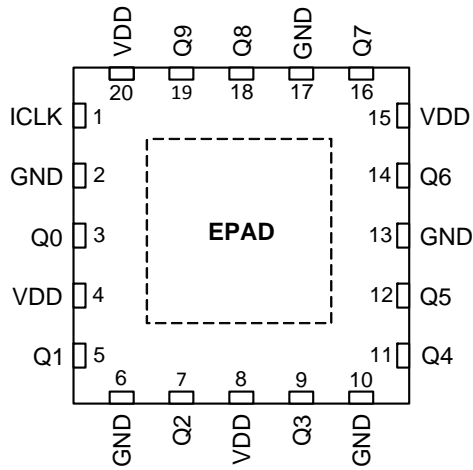 VDD Q9 Q8 GND Q7
20 19 18 17 16
ICLK 1 15 VDD
GND 2 14 Q6
Q0 3 EPAD 13 GND
VDD 4 12 Q5
Q1 5 11 Q4
6 7 8 9 10
GND Q2 VDD Q3 GND